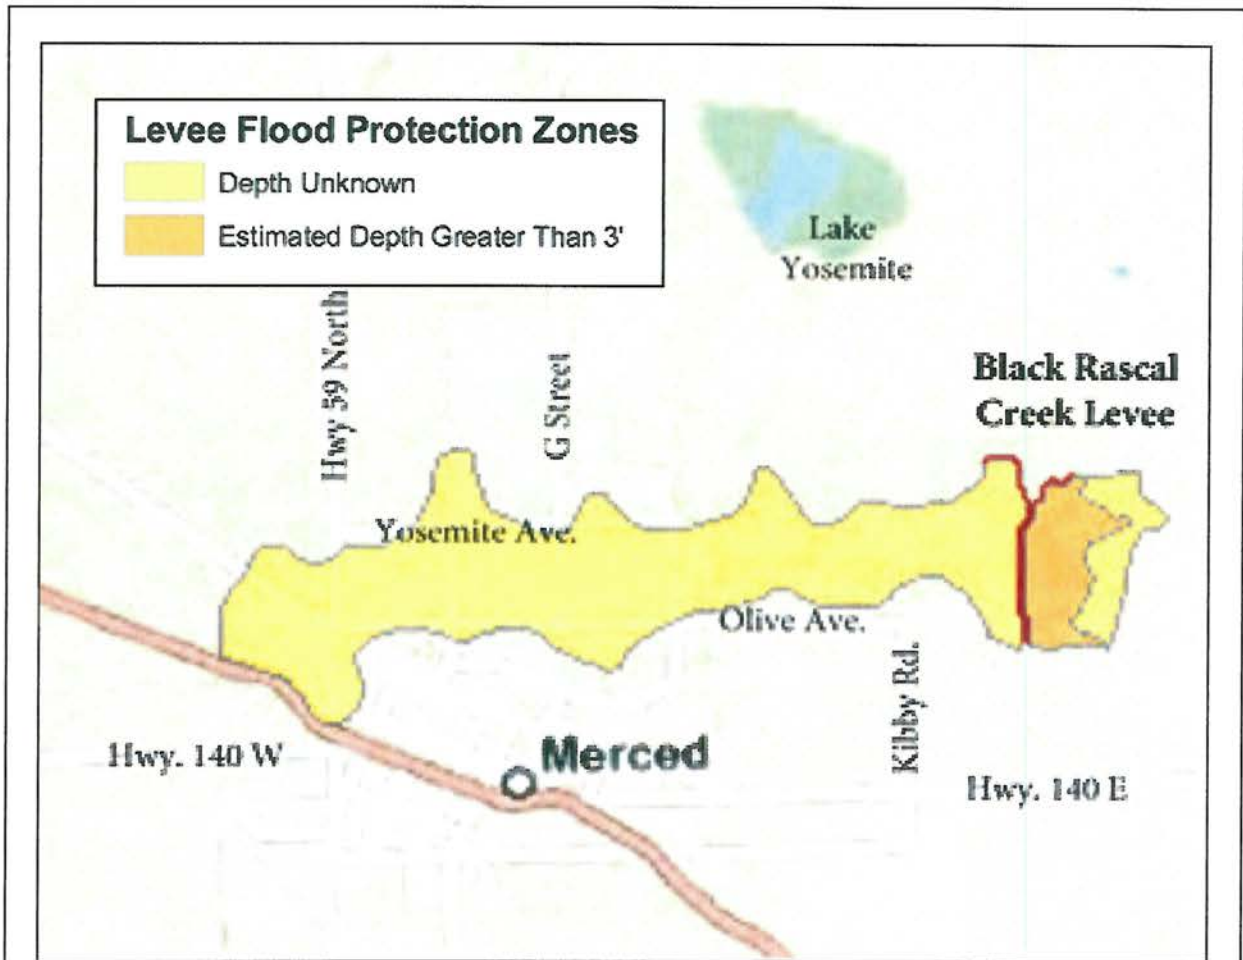 Levee Flood Protection Zones
Depth Unknown
Estimated Depth Greater Than 3'
Lake
Yosemite
Hwy 59 North
G Street
Black Rascal
Creek Levee
Yosemite Ave.
Olive Ave.
Kibby Rd.
Hwy. 140 W
Merced
Hwy. 140 E